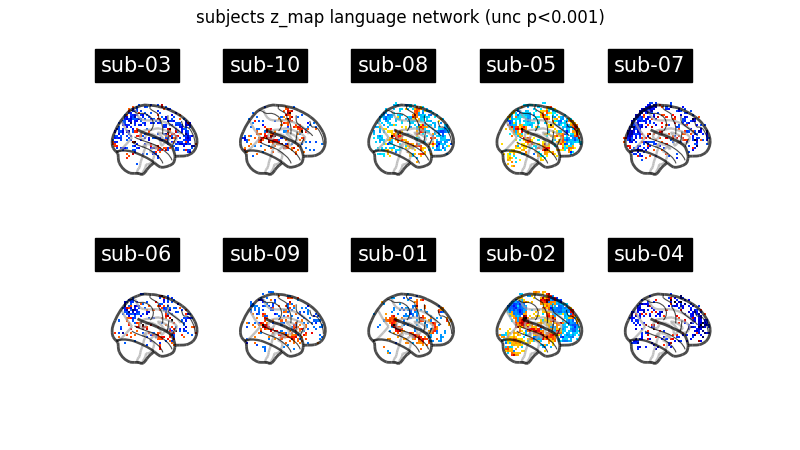 subjects z_map language network (unc p<0.001)
sub-03 sub-10 sub-08 sub-05 sub-07
sub-06 sub-09 sub-01 sub-02 sub-04